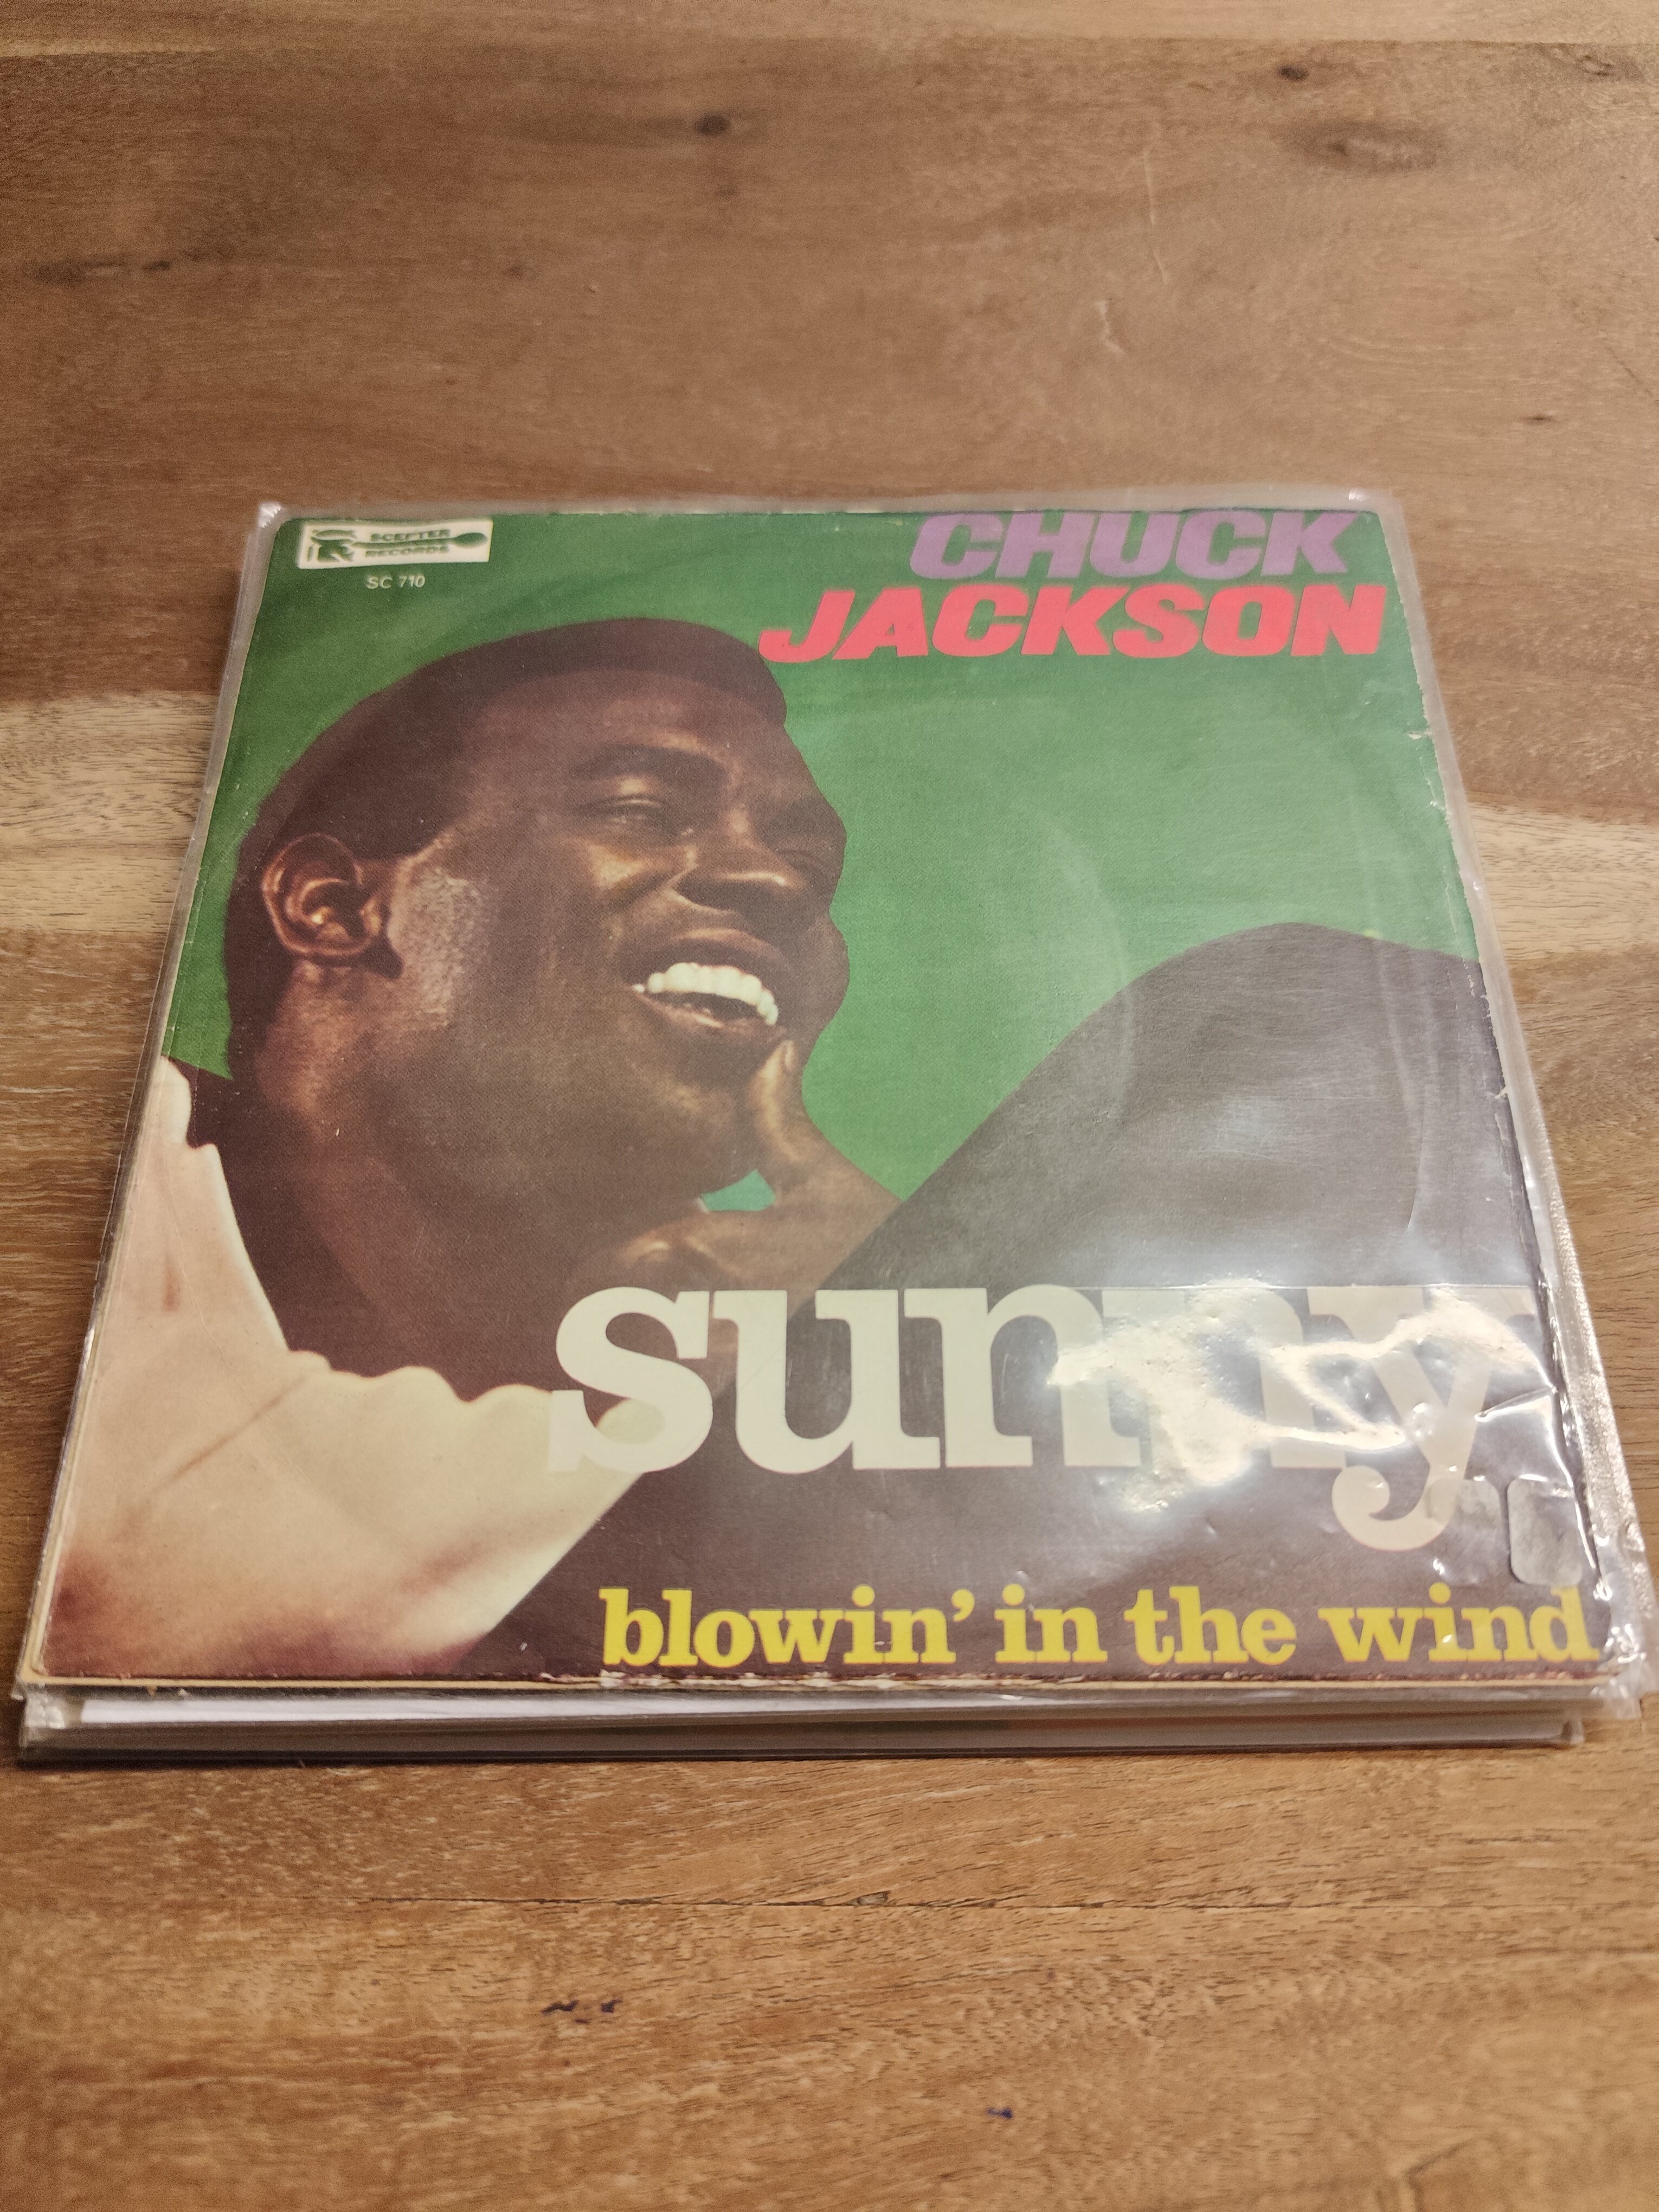 SCEPTER
RECORDS
SC 710
CHUCK
JACKSON
sunny
blowin' in the wind